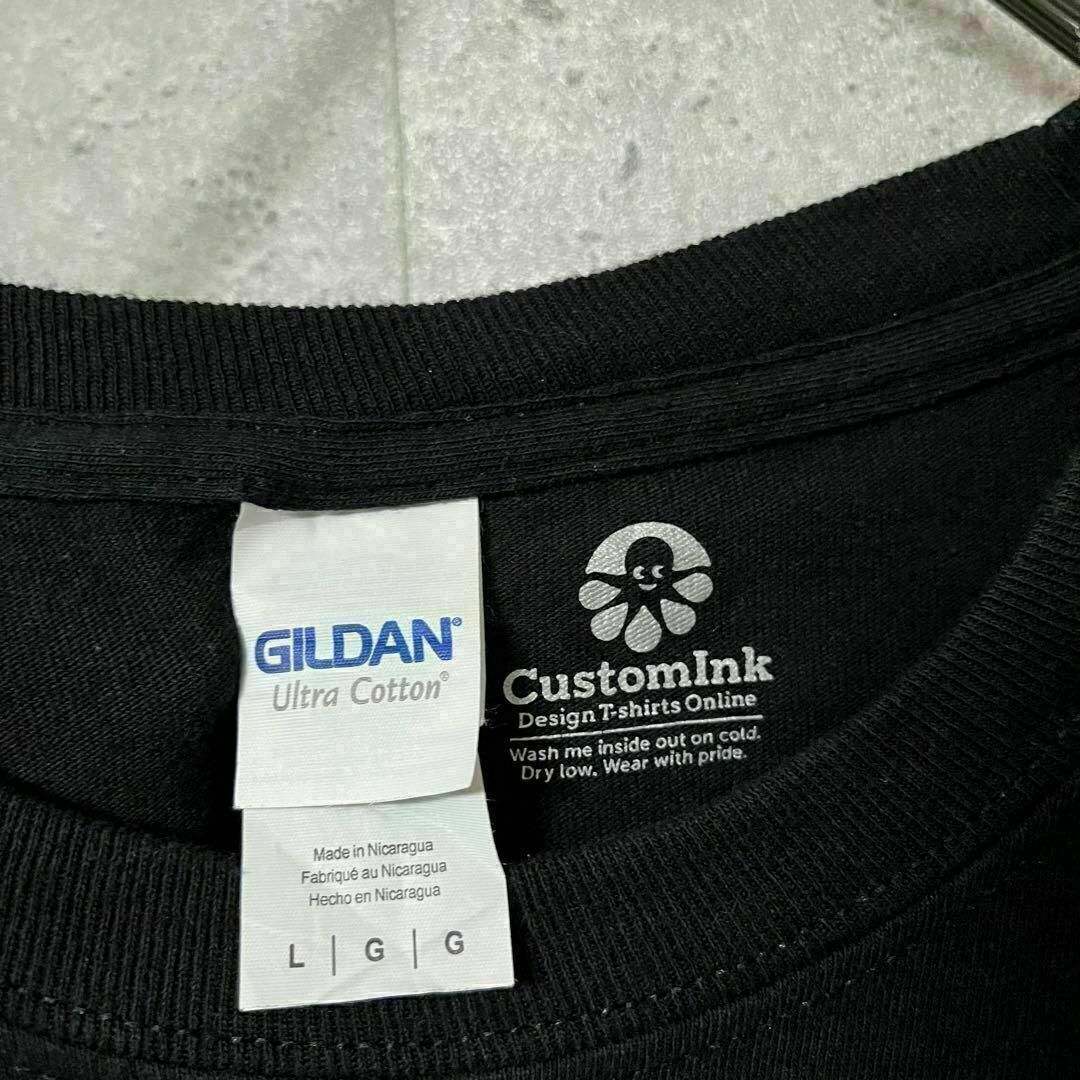 GILDAN®
Ultra Cotton®
Made in Nicaragua
Fabriqué au Nicaragua
Hecho en Nicaragua
L | G | G
CustomInk
Design T-shirts Online
Wash me inside out on cold.
Dry low. Wear with pride.